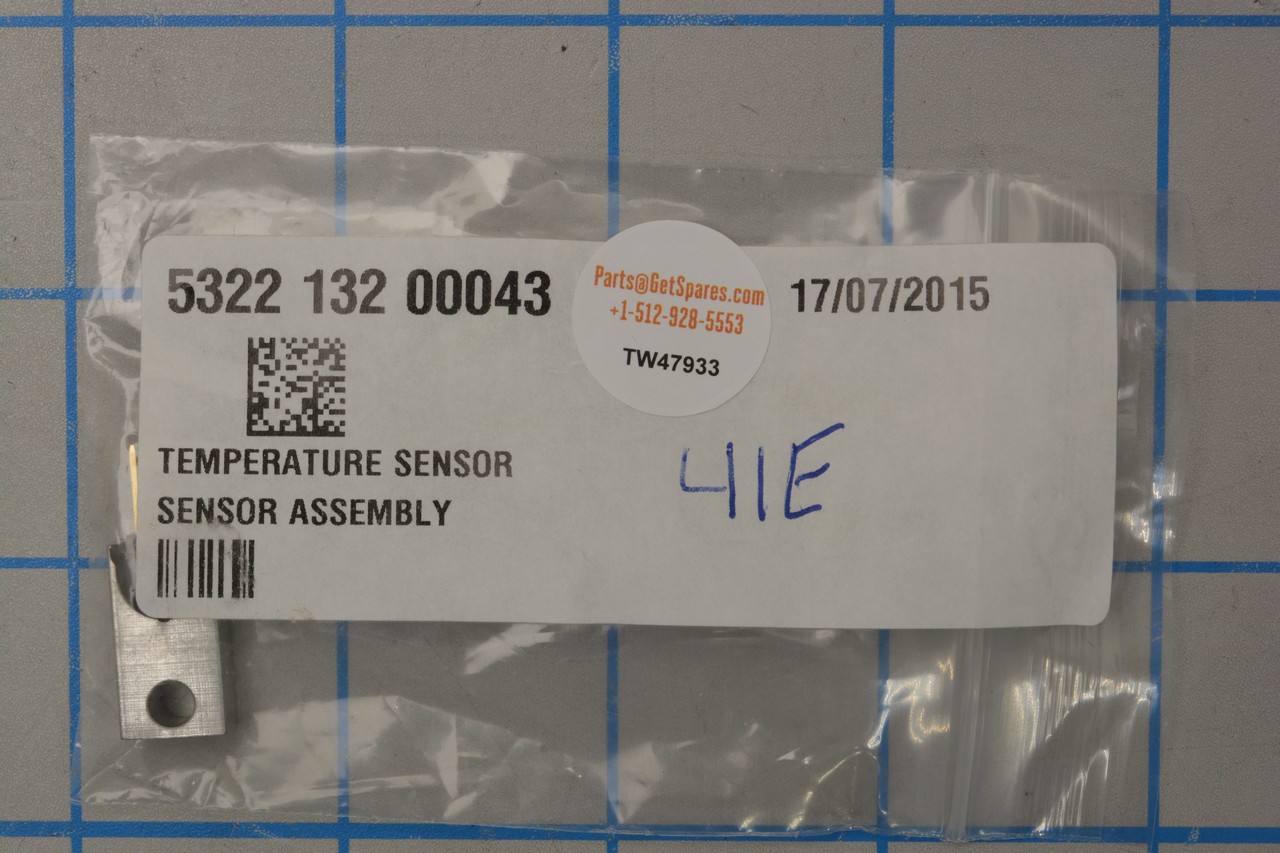 5322 132 00043
Parts@GetSpares.com
+1-512-928-5553
TW47933
17/07/2015
TEMPERATURE SENSOR
SENSOR ASSEMBLY
41E